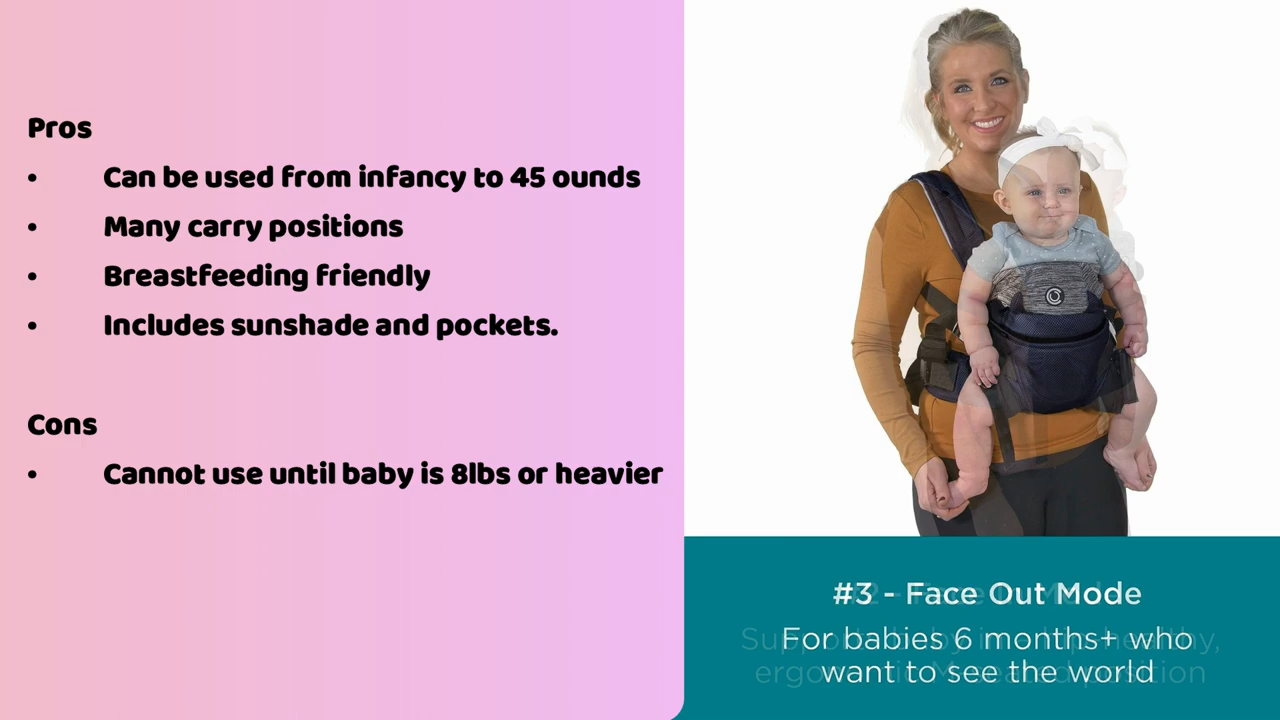 Pros
• Can be used from infancy to 45 ounds
• Many carry positions
• Breastfeeding friendly
• Includes sunshade and pockets.
Cons
• Cannot use until baby is 8lbs or heavier
#3 - Face Out Mode
For babies 6 months+ who
want to see the world